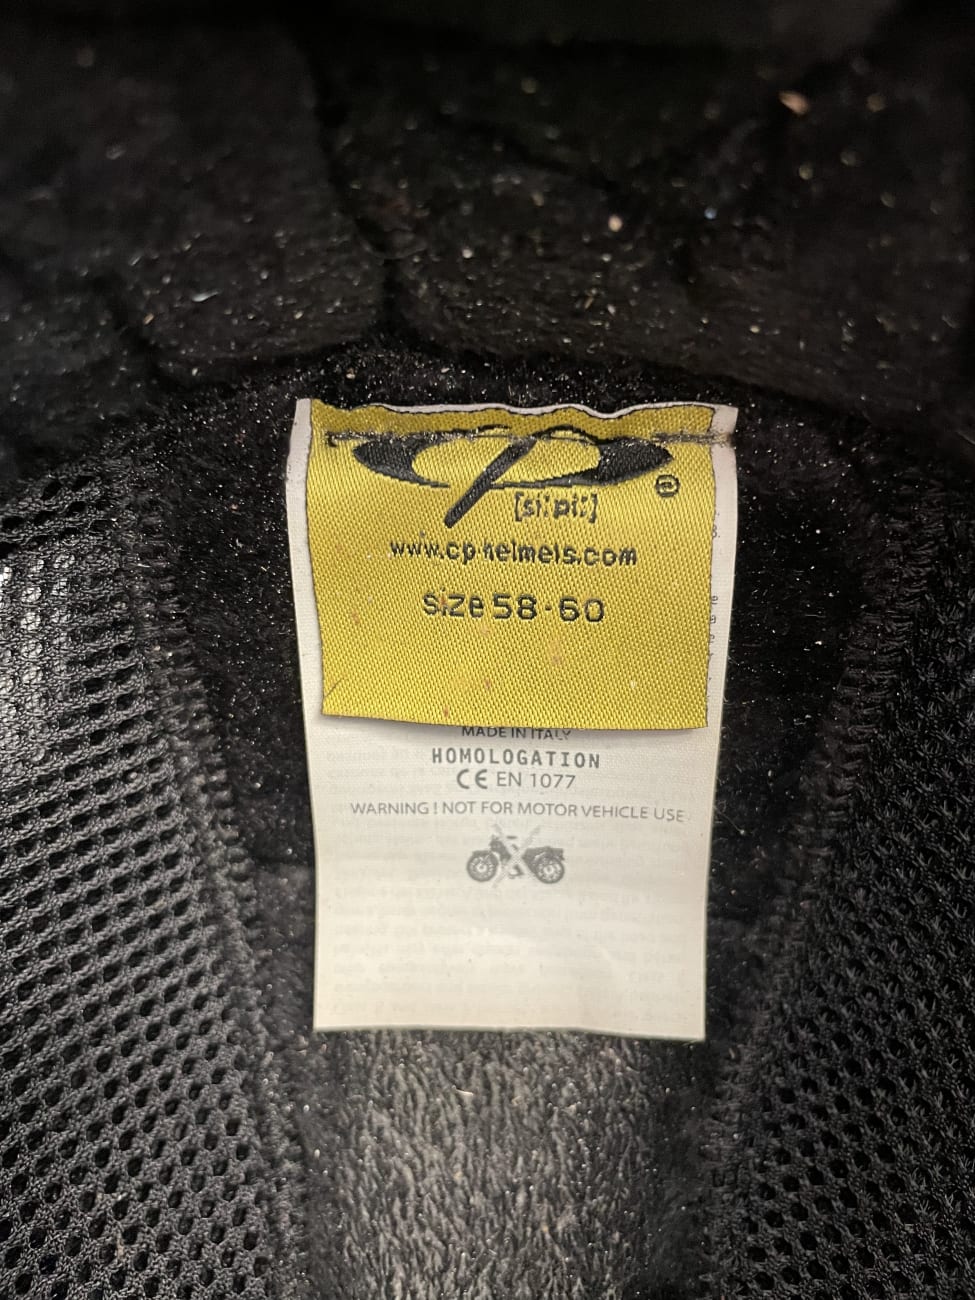 [si:pi:]
®
www.cp-helmets.com
size 58-60
MADE IN ITALY
HOMOLOGATION
CE EN 1077
WARNING! NOT FOR MOTOR VEHICLE USE